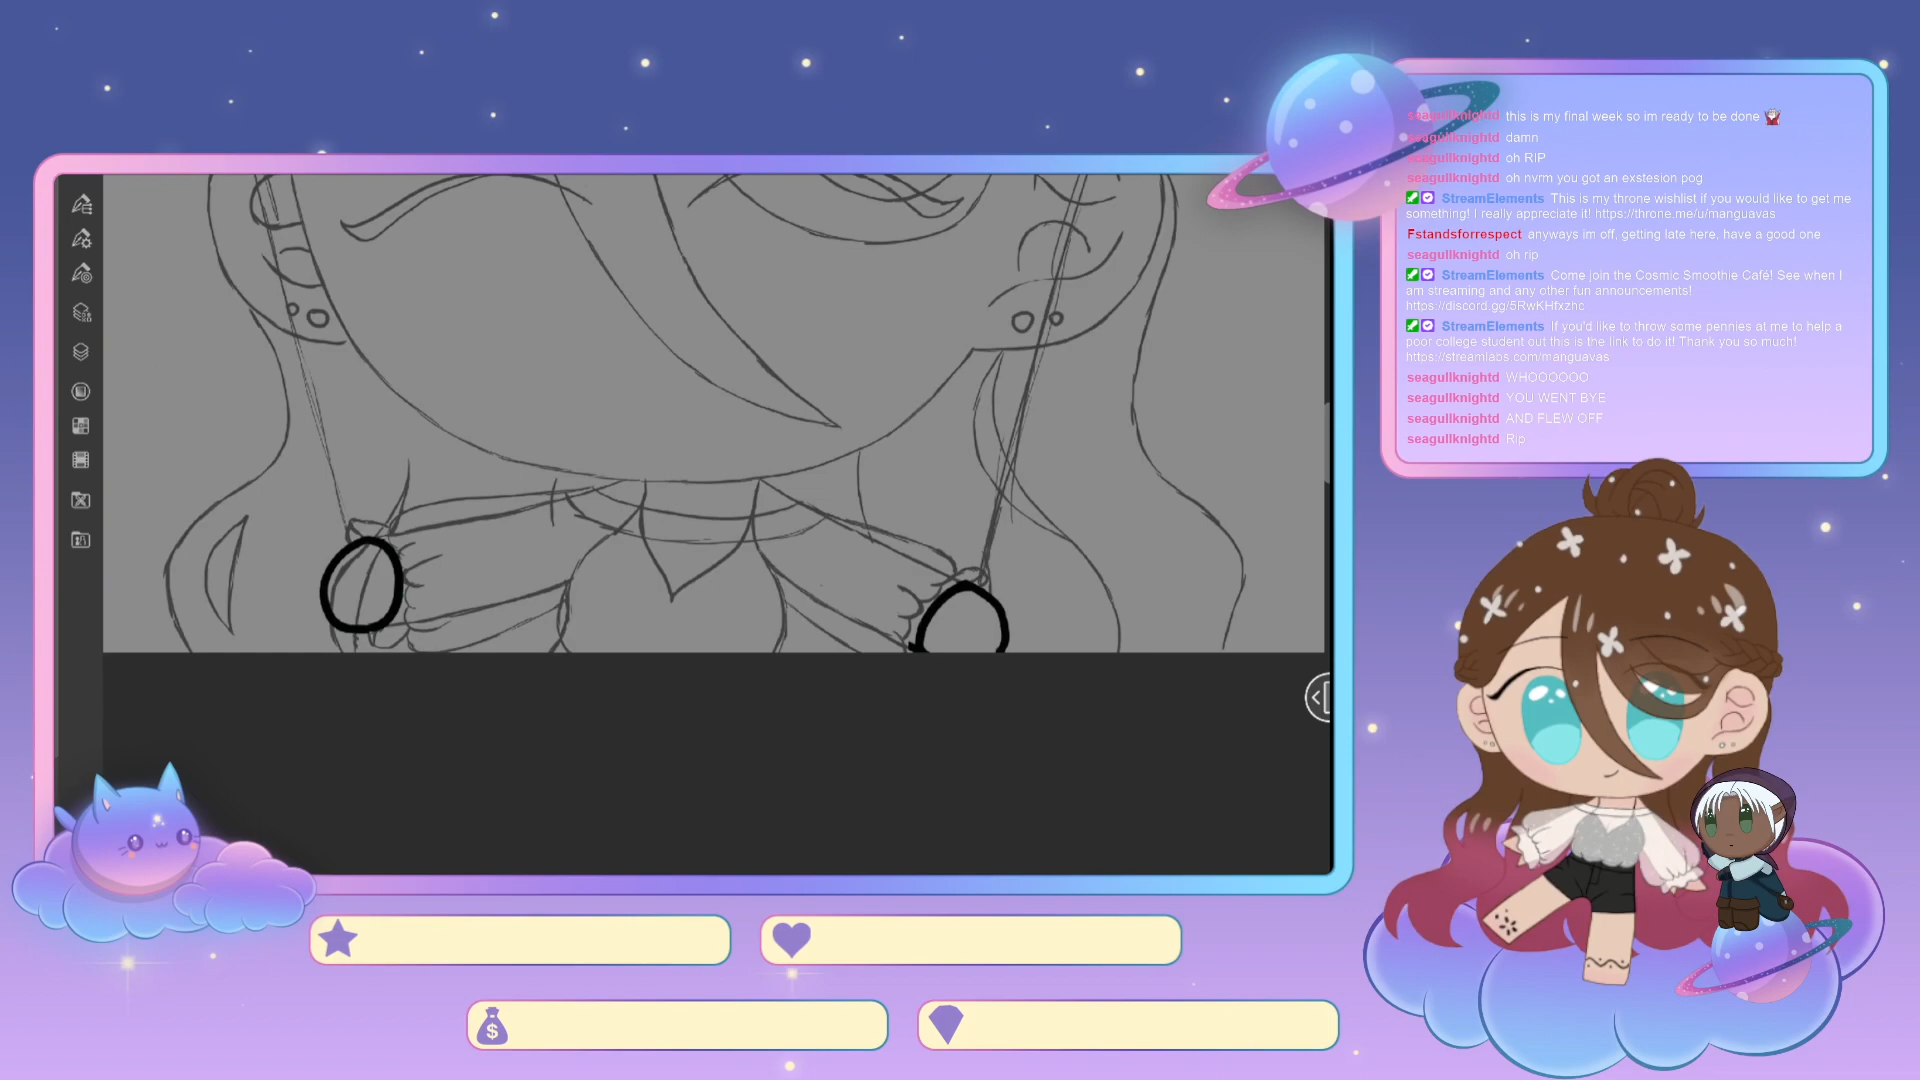 seagullknightd this is my final week so im ready to be done
seagullknightd damn
seagullknightd oh RIP
seagullknightd oh nvrm you got an exstesion pog
StreamElements This is my throne wishlist if you would like to get me
something! I really appreciate it! https://throne.me/u/manguavas
Fstandsforrespect anyways im off, getting late here, have a good one
seagullknightd oh rip
StreamElements Come join the Cosmic Smoothie Café! See when I
am streaming and any other fun announcements!
https://discord.gg/5RwKHfxzhc
StreamElements If you'd like to throw some pennies at me to help a
poor college student out this is the link to do it! Thank you so much!
https://streamlabs.com/manguavas
seagullknightd WHOOOOOO
seagullknightd YOU WENT BYE
seagullknightd AND FLEW OFF
seagullknightd Rip
$